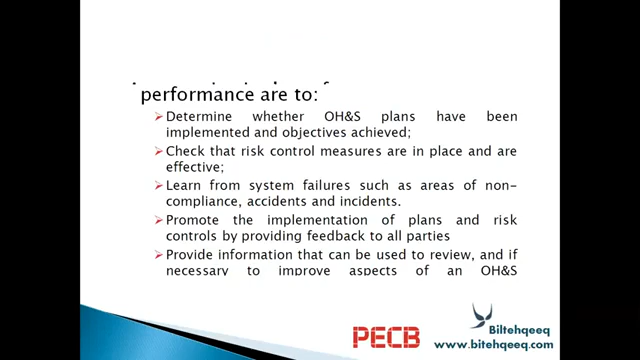 performance are to:
➢ Determine whether OH&S plans have been
implemented and objectives achieved;
➢ Check that risk control measures are in place and are
effective;
➢ Learn from system failures such as areas of non-
compliance, accidents and incidents.
➢ Promote the implementation of plans and risk
controls by providing feedback to all parties
➢ Provide information that can be used to review, and if
necessary to improve aspects of an OH&S
PECB
Biltehqeeq
www.bitehqeeq.com